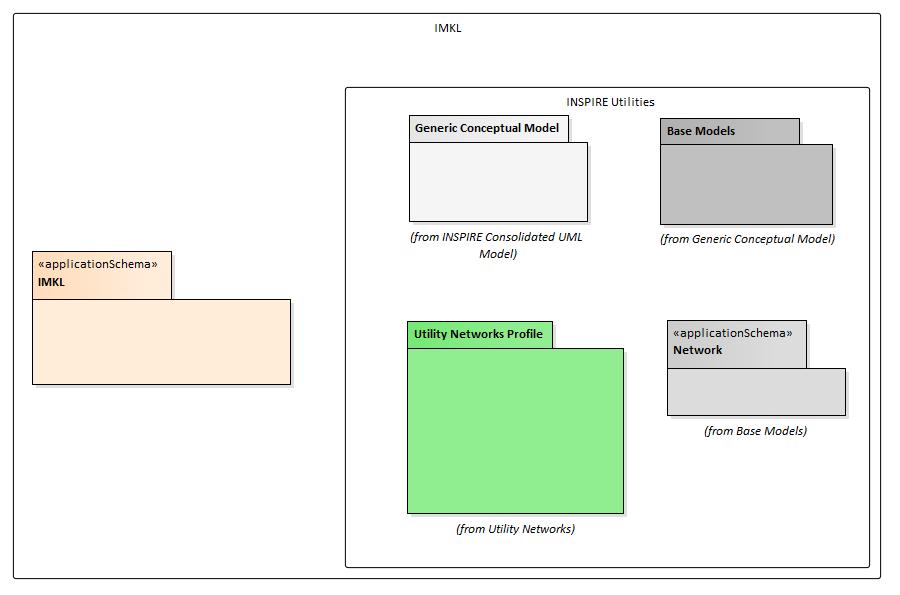 IMKL
INSPIRE Utilities
Generic Conceptual Model
Base Models
(from INSPIRE Consolidated UML
Model)
(from Generic Conceptual Model)
«applicationSchema»
IMKL
Utility Networks Profile
«applicationSchema»
Network
(from Base Models)
(from Utility Networks)